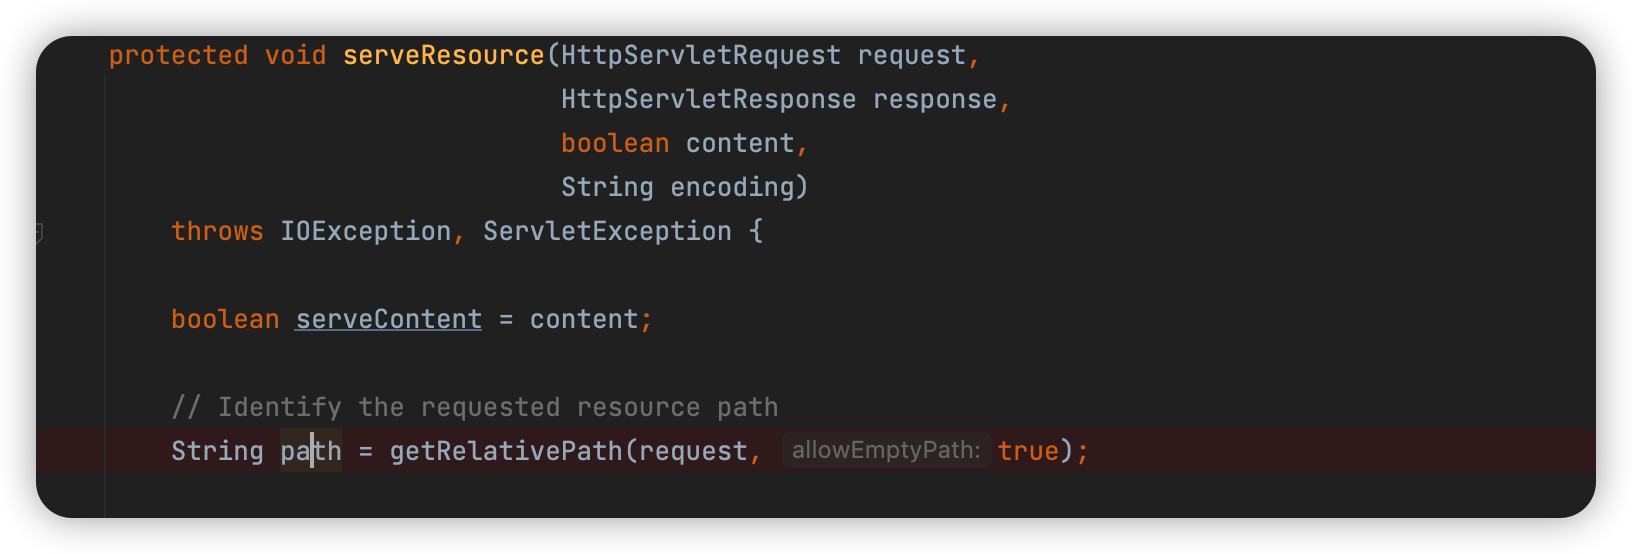 protected void serveResource(HttpServletRequest request,
HttpServletResponse response,
boolean content,
String encoding)
throws IOException, ServletException {
boolean serveContent = content;
// Identify the requested resource path
String path = getRelativePath(request, allowEmptyPath: true);